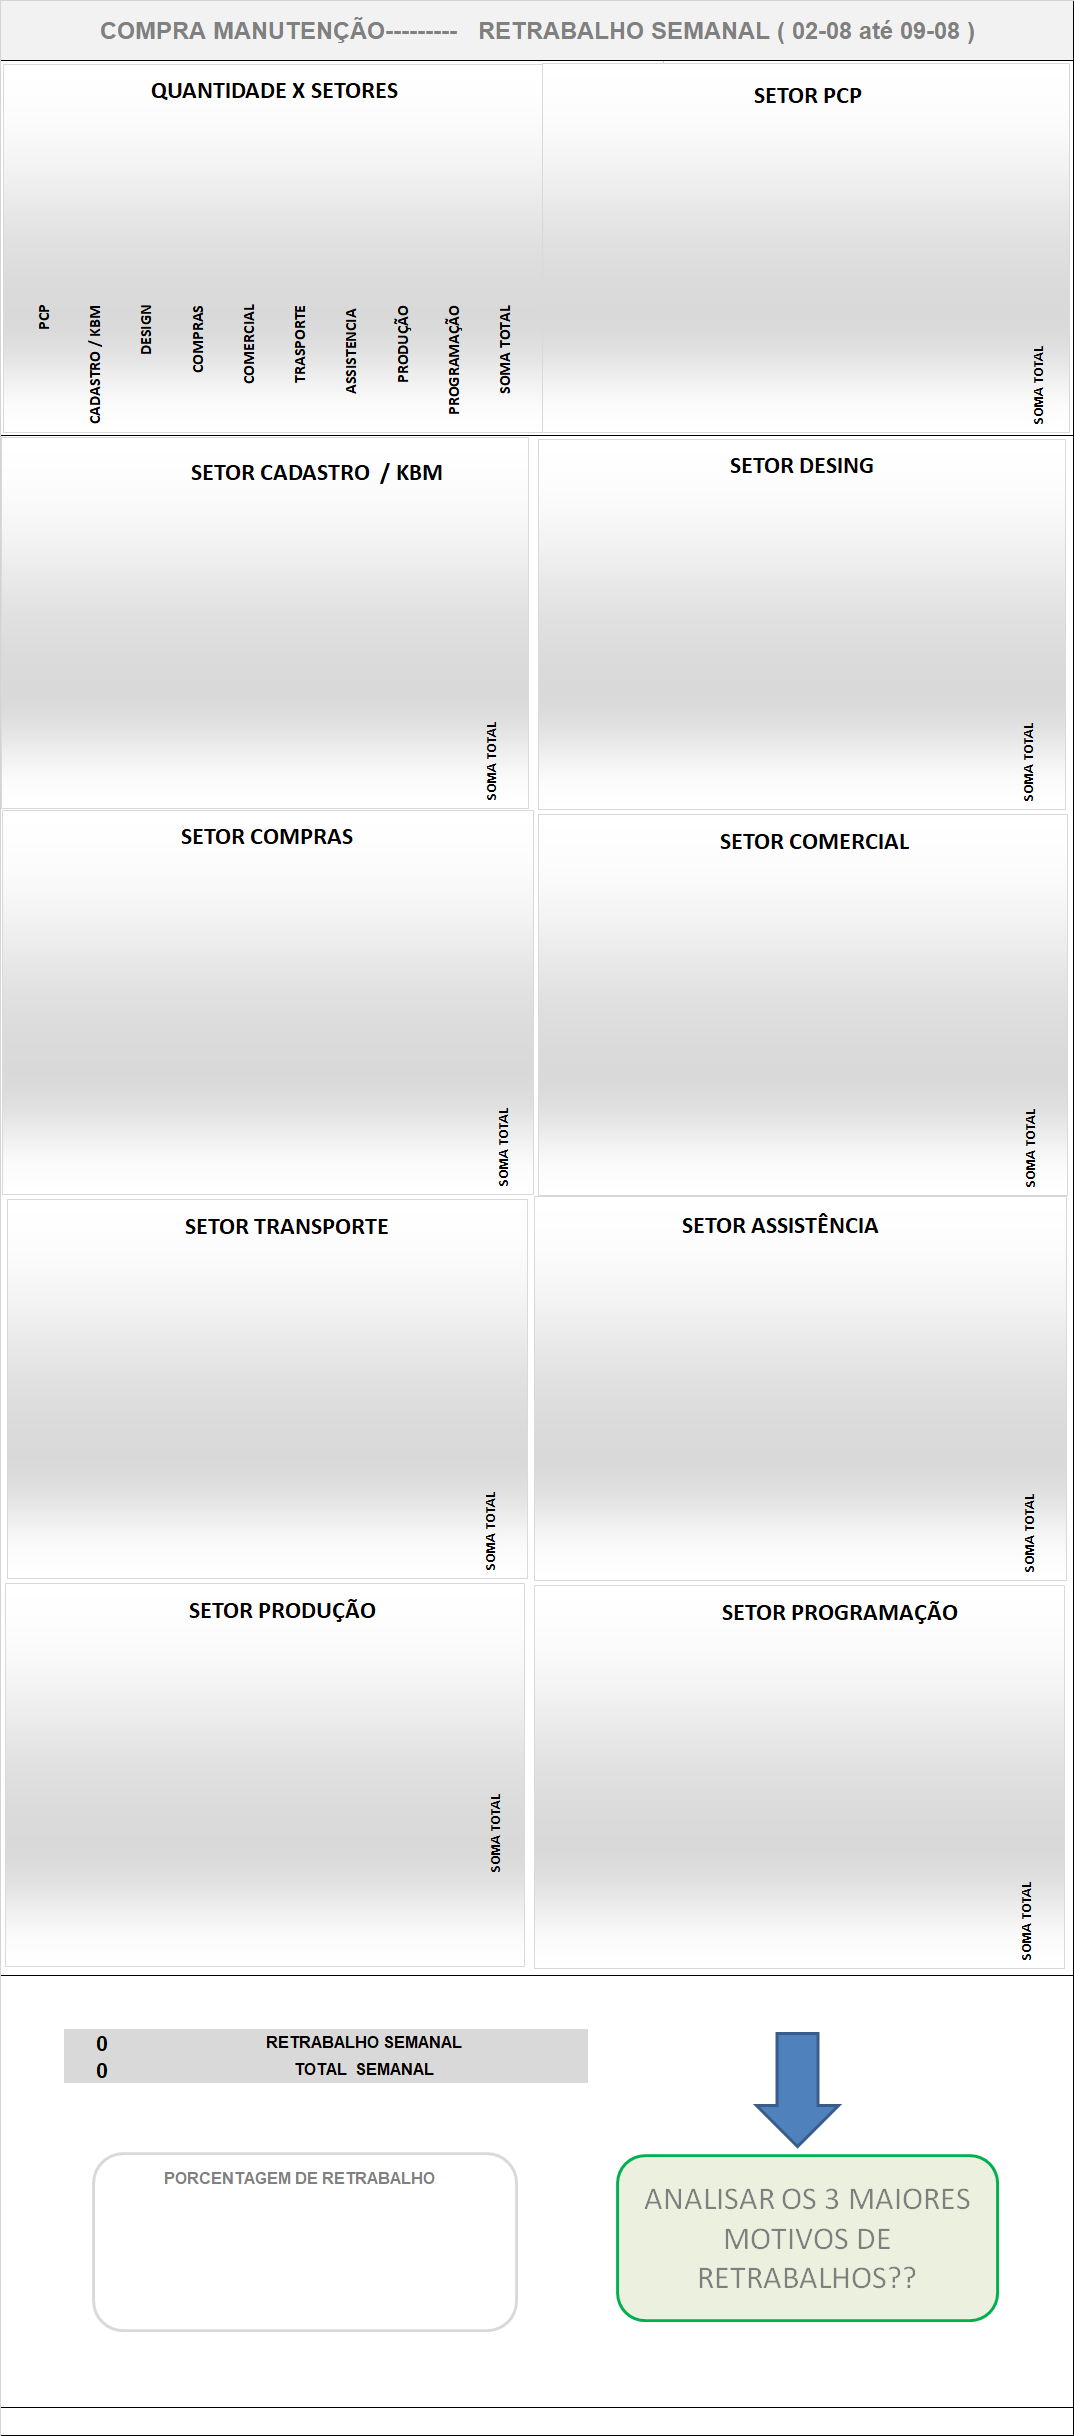 COMPRA MANUTENÇÃO--------- RETRABALHO SEMANAL ( 02-08 até 09-08 )
QUANTIDADE X SETORES
PCP
CADASTRO / KBM
DESIGN
COMPRAS
COMERCIAL
TRASPORTE
ASSISTENCIA
PRODUÇÃO
PROGRAMAÇÃO
SOMA TOTAL
SETOR PCP
SOMA TOTAL
SETOR CADASTRO / KBM
SOMA TOTAL
SETOR DESING
SOMA TOTAL
SETOR COMPRAS
SOMA TOTAL
SETOR COMERCIAL
SOMA TOTAL
SETOR TRANSPORTE
SOMA TOTAL
SETOR ASSISTÊNCIA
SOMA TOTAL
SETOR PRODUÇÃO
SOMA TOTAL
SETOR PROGRAMAÇÃO
SOMA TOTAL
0 RETRABALHO SEMANAL
0 TOTAL SEMANAL
PORCENTAGEM DE RETRABALHO
ANALISAR OS 3 MAIORES
MOTIVOS DE
RETRABALHOS??